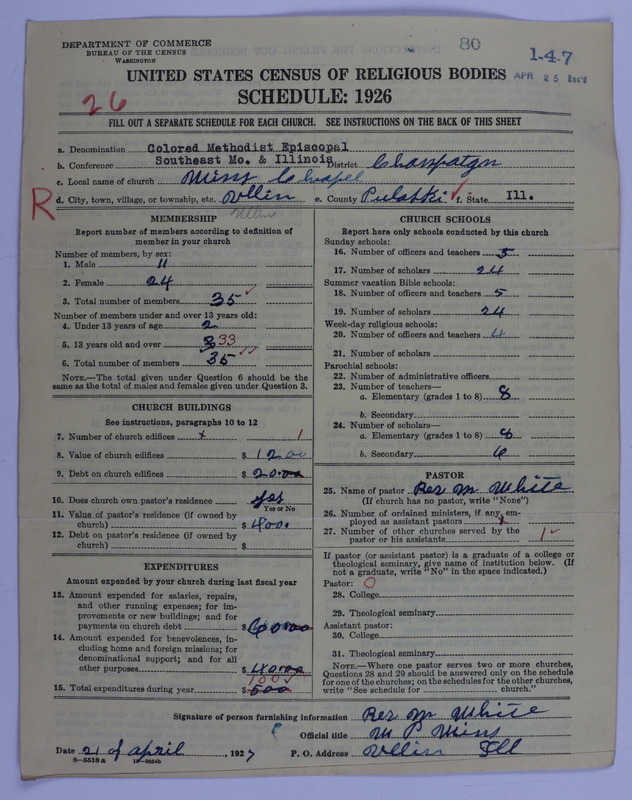 DEPARTMENT OF COMMERCE
BUREAU OF THE CENSUS
WASHINGTON
80
1-47
APR 25 Rec'd
26
UNITED STATES CENSUS OF RELIGIOUS BODIES
SCHEDULE: 1926
FILL OUT A SEPARATE SCHEDULE FOR EACH CHURCH. SEE INSTRUCTIONS ON THE BACK OF THIS SHEET
a. Denomination Colored Methodist Episcopal
b. Conference Southeast Mo. & Illinois District Champaign
c. Local name of church Mins Chapel
R
d. City, town, village, or township, etc. Ullin e. County Pulaski ✓ f. State Ill.
Ullin
MEMBERSHIP
Report number of members according to definition of member in your church
Number of members, by sex:
1. Male 11
2. Female 24
3. Total number of members 35 ✓
Number of members under and over 13 years old:
4. Under 13 years of age 2
5. 13 years old and over 33
6. Total number of members 35 ✓✓
NOTE.—The total given under Question 6 should be the same as the total of males and females given under Question 3.
CHURCH BUILDINGS
See instructions, paragraphs 10 to 12
7. Number of church edifices x 1
8. Value of church edifices $ 1200
9. Debt on church edifices $ 20
10. Does church own pastor's residence yes
Yes or No
11. Value of pastor's residence (if owned by church) $ 400.
12. Debt on pastor's residence (if owned by church) $
EXPENDITURES
Amount expended by your church during last fiscal year
13. Amount expended for salaries, repairs, and other running expenses; for improvements or new buildings; and for payments on church debt $ 60
14. Amount expended for benevolences, including home and foreign missions; for denominational support; and for all other purposes $ 40
100 ✓
15. Total expenditures during year $ 500
CHURCH SCHOOLS
Report here only schools conducted by this church
Sunday schools:
16. Number of officers and teachers 5
17. Number of scholars 24
Summer vacation Bible schools:
18. Number of officers and teachers 5
19. Number of scholars 24
Week-day religious schools:
20. Number of officers and teachers 4
21. Number of scholars
Parochial schools:
22. Number of administrative officers
23. Number of teachers—
a. Elementary (grades 1 to 8) 8
b. Secondary
24. Number of scholars—
a. Elementary (grades 1 to 8) 8
b. Secondary 6
PASTOR
25. Name of pastor Rev M White
(If church has no pastor, write "None")
26. Number of ordained ministers, if any, employed as assistant pastors x
27. Number of other churches served by the pastor or his assistants 1 ✓
If pastor (or assistant pastor) is a graduate of a college or theological seminary, give name of institution below. (If not a graduate, write "No" in the space indicated.)
Pastor: O
28. College
29. Theological seminary
Assistant pastor:
30. College
31. Theological seminary
NOTE.—Where one pastor serves two or more churches, Questions 28 and 29 should be answered only on the schedule for one of the churches; on the schedules for the other churches, write "See schedule for church."
Signature of person furnishing information Rev M White
Official title M P Mins
Date 21 of April, 1927 P. O. Address Ullin Ill
8—5518 a